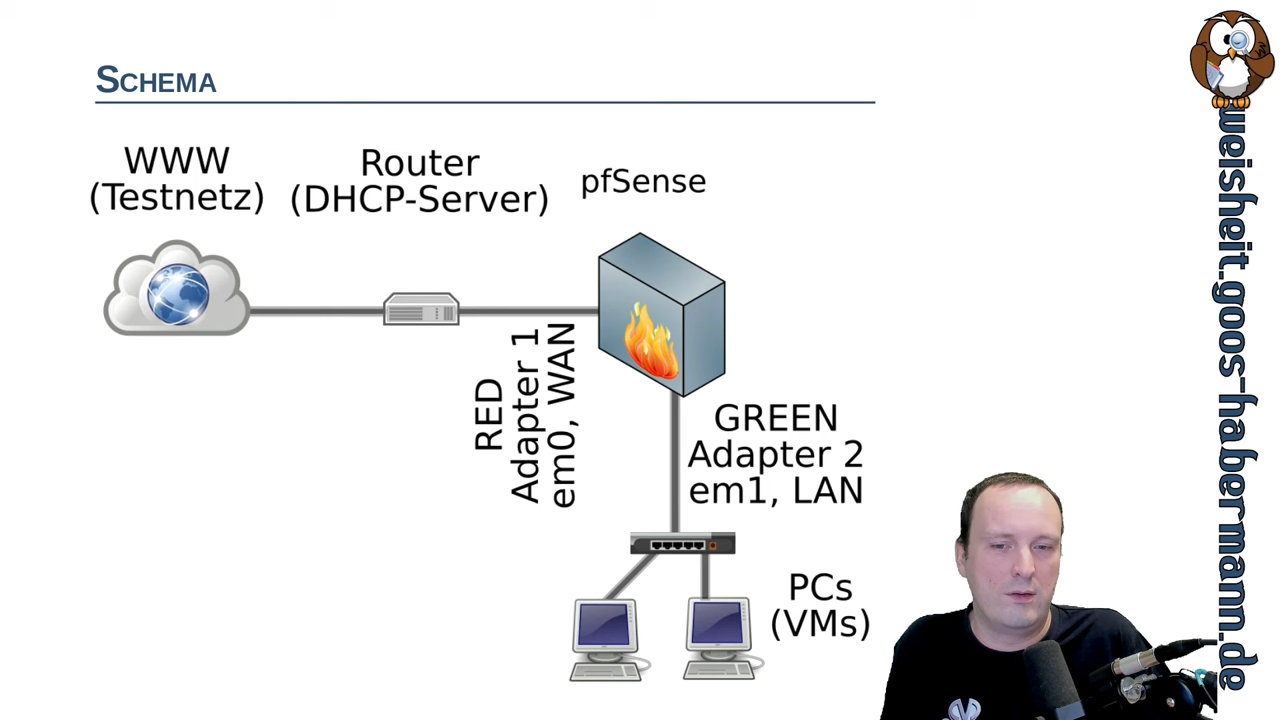 Schema
WWW
(Testnetz)
Router
(DHCP-Server)
pfSense
RED
Adapter 1
em0, WAN
GREEN
Adapter 2
em1, LAN
PCs
(VMs)
weisheit.goos-habermann.de